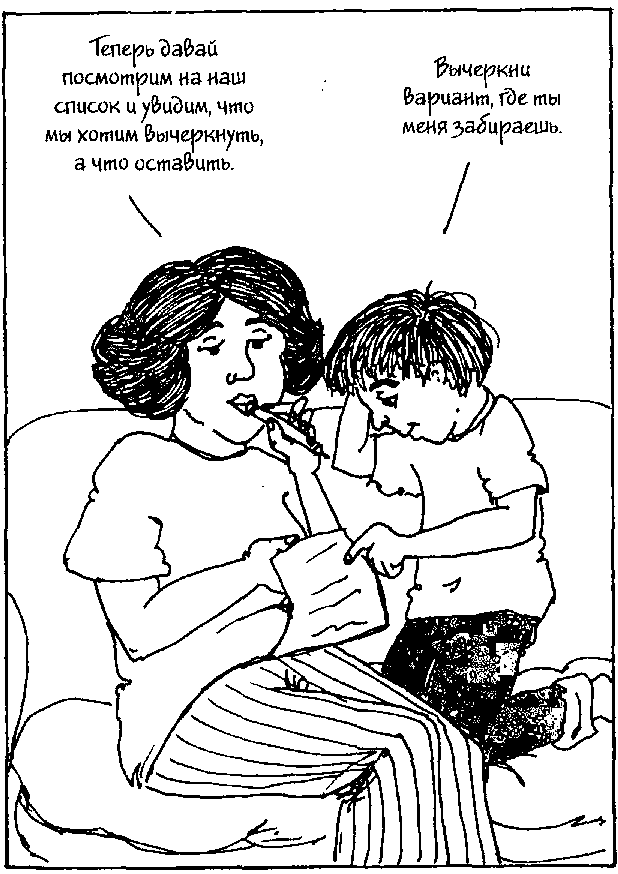 Теперь давай
посмотрим на наш
список и увидим, что
мы хотим вычеркнуть,
а что оставить.
Вычеркни
вариант, где ты
меня забираешь.